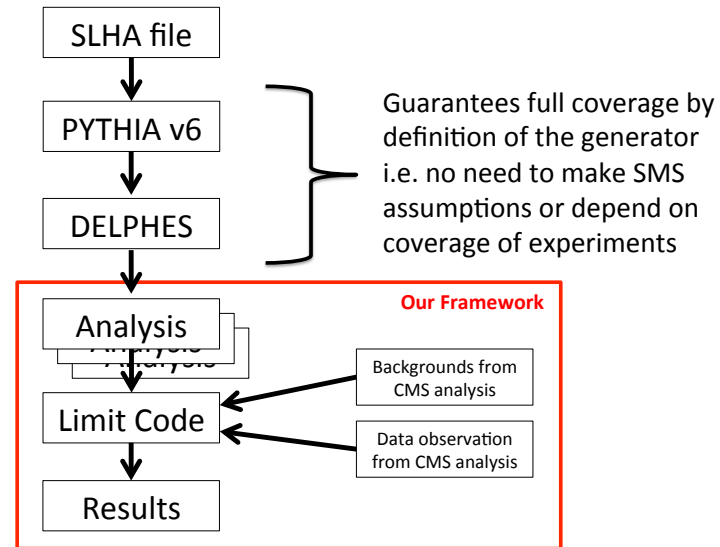 SLHA file
PYTHIA v6
DELPHES
Guarantees full coverage by
definition of the generator
i.e. no need to make SMS
assumptions or depend on
coverage of experiments
Our Framework
Analysis
Analysis
Analysis
Backgrounds from
CMS analysis
Limit Code
Data observation
from CMS analysis
Results